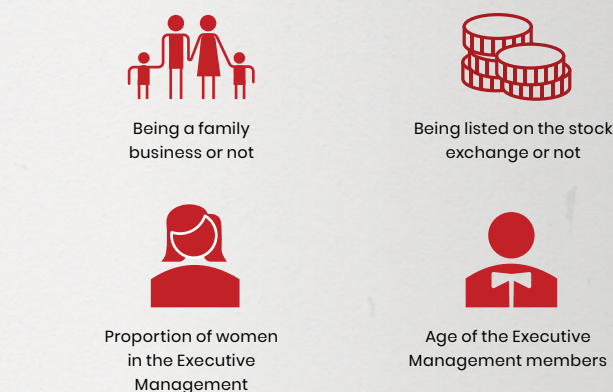 Being a family
business or not
Being listed on the stock
exchange or not
Proportion of women
in the Executive
Management
Age of the Executive
Management members